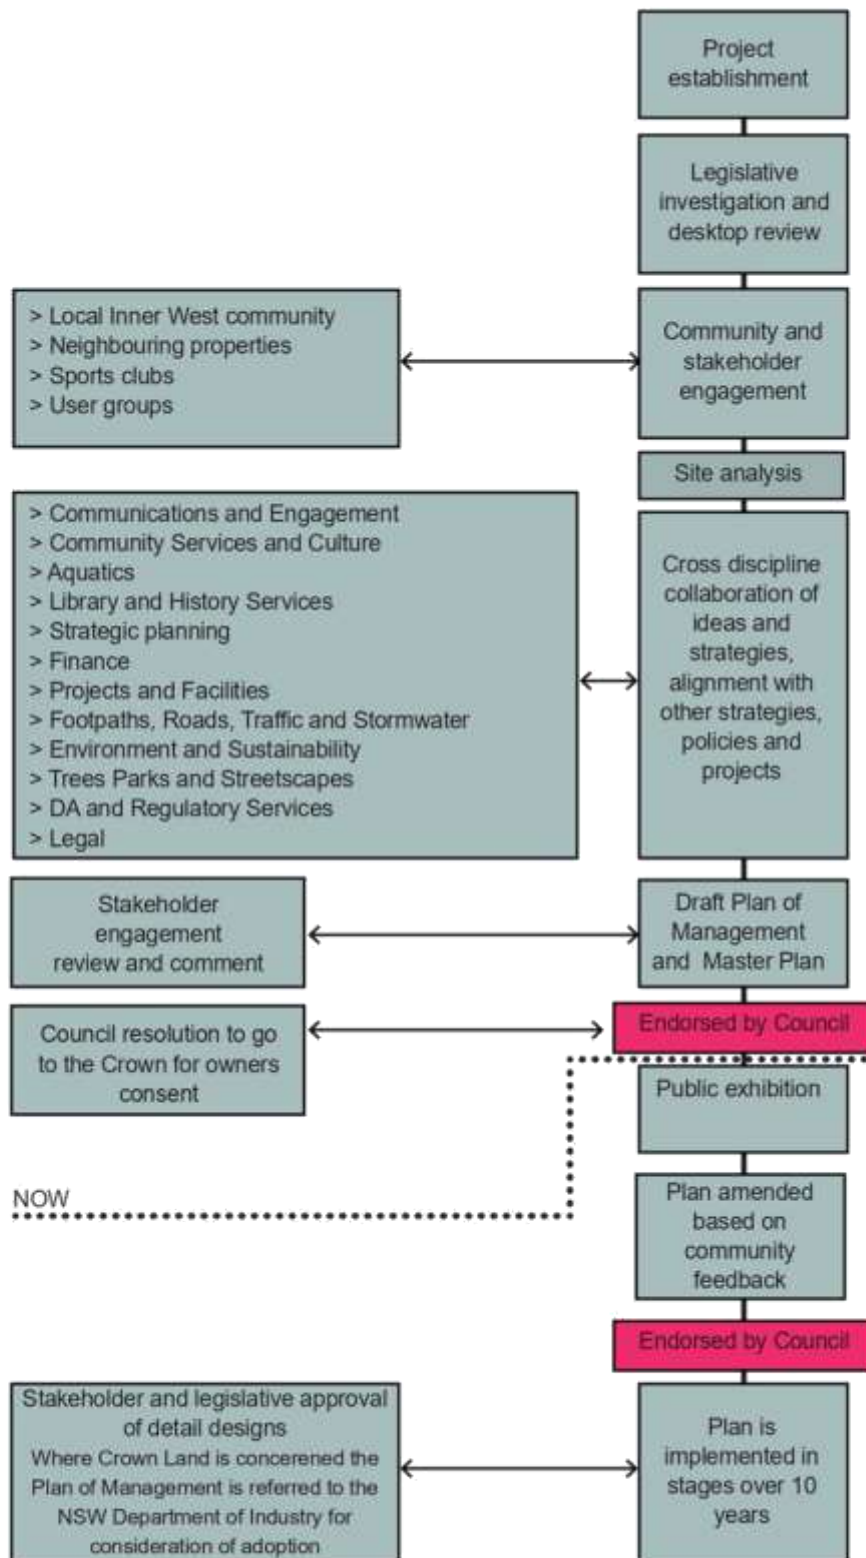 Project
establishment
Legislative
investigation and
desktop review
> Local Inner West community
> Neighbouring properties
> Sports clubs
> User groups
Community and
stakeholder
engagement
Site analysis
> Communications and Engagement
> Community Services and Culture
> Aquatics
> Library and History Services
> Strategic planning
> Finance
> Projects and Facilities
> Footpaths, Roads, Traffic and Stormwater
> Environment and Sustainability
> Trees Parks and Streetscapes
> DA and Regulatory Services
> Legal
Cross discipline
collaboration of
ideas and
strategies,
alignment with
other strategies,
policies and
projects
Stakeholder
engagement
review and comment
Draft Plan of
Management
and Master Plan
Council resolution to go
to the Crown for owners
consent
Endorsed by Council
Public exhibition
NOW
Plan amended
based on
community
feedback
Endorsed by Council
Stakeholder and legislative approval
of detail designs
Where Crown Land is concerened the
Plan of Management is referred to the
NSW Department of Industry for
consideration of adoption
Plan is
implemented in
stages over 10
years